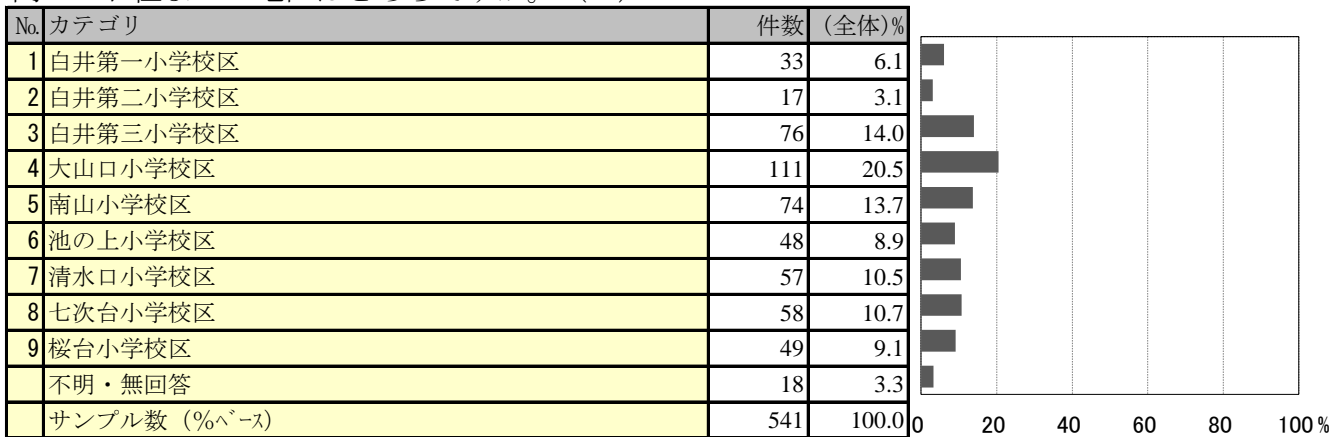 № カテゴリ 件数 (全体)%
1 白井第一小学校区 33 6.1
2 白井第二小学校区 17 3.1
3 白井第三小学校区 76 14.0
4 大山口小学校区 111 20.5
5 南山小学校区 74 13.7
6 池の上小学校区 48 8.9
7 清水口小学校区 57 10.5
8 七次台小学校区 58 10.7
9 桜台小学校区 49 9.1
不明・無回答 18 3.3
サンプル数（%ﾍﾞｰｽ） 541 100.0
0 20 40 60 80 100 %